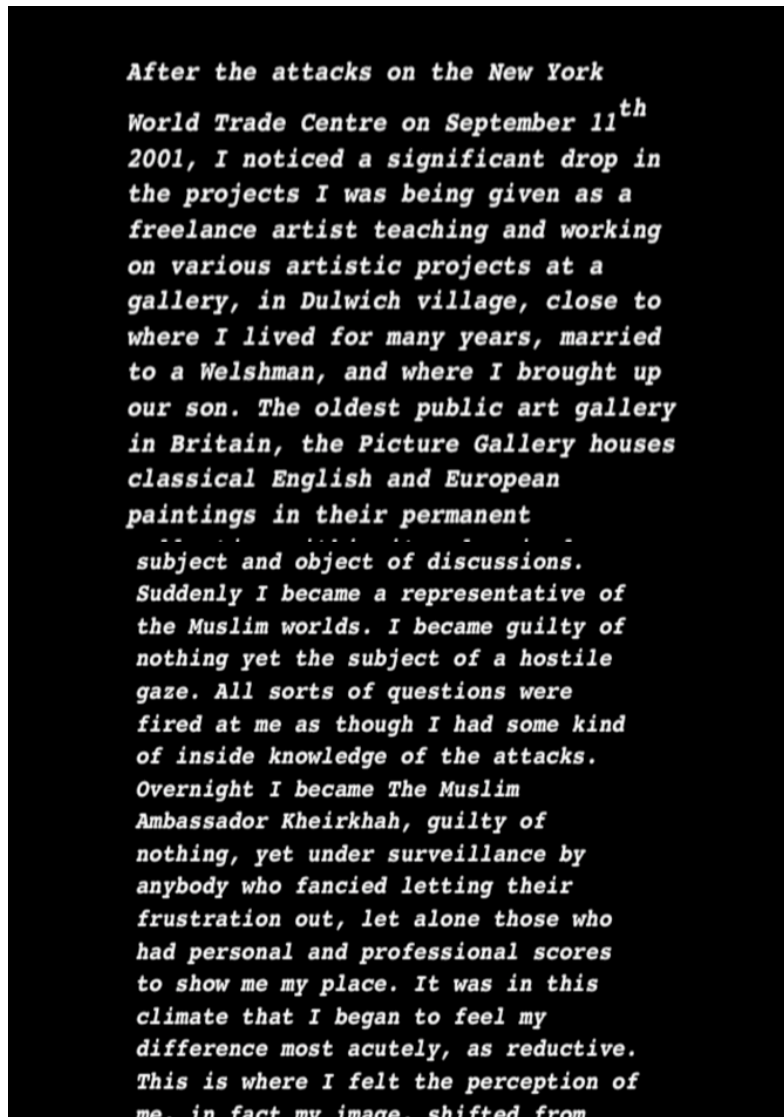 After the attacks on the New York
World Trade Centre on September 11th
2001, I noticed a significant drop in
the projects I was being given as a
freelance artist teaching and working
on various artistic projects at a
gallery, in Dulwich village, close to
where I lived for many years, married
to a Welshman, and where I brought up
our son. The oldest public art gallery
in Britain, the Picture Gallery houses
classical English and European
paintings in their permanent
subject and object of discussions.
Suddenly I became a representative of
the Muslim worlds. I became guilty of
nothing yet the subject of a hostile
gaze. All sorts of questions were
fired at me as though I had some kind
of inside knowledge of the attacks.
Overnight I became The Muslim
Ambassador Kheirkhah, guilty of
nothing, yet under surveillance by
anybody who fancied letting their
frustration out, let alone those who
had personal and professional scores
to show me my place. It was in this
climate that I began to feel my
difference most acutely, as reductive.
This is where I felt the perception of
me, in fact my image, shifted from